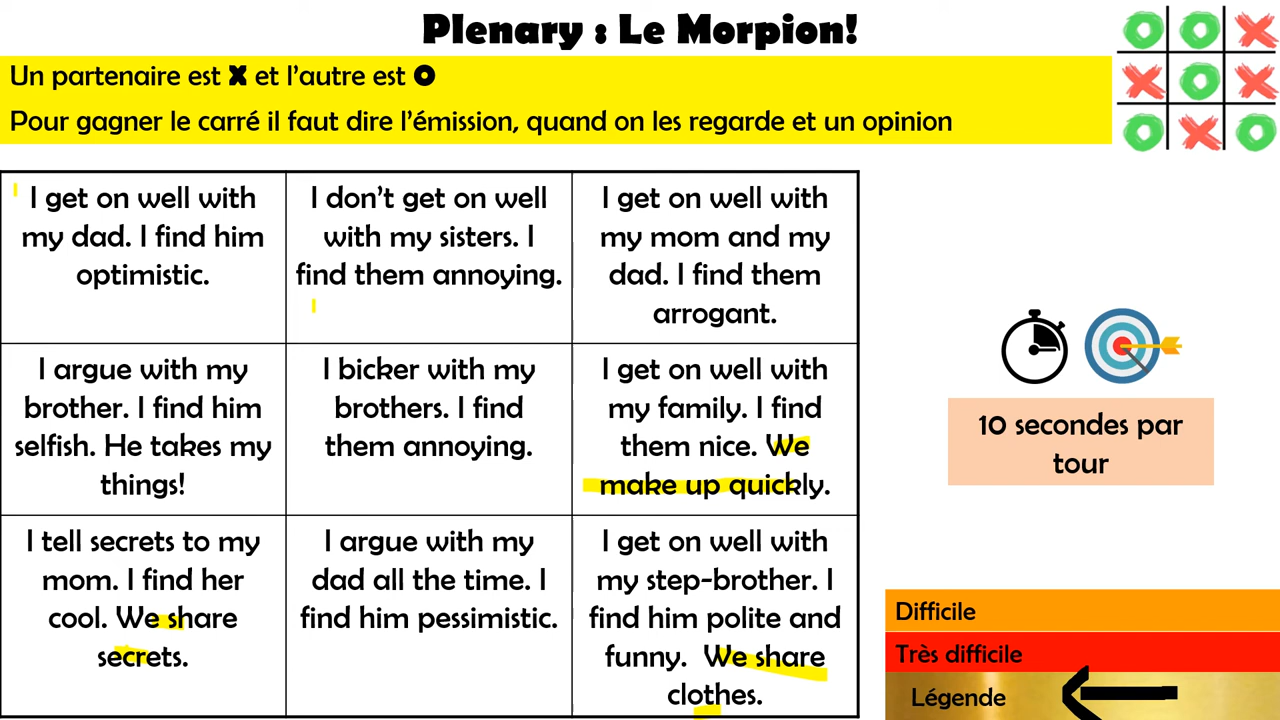 Plenary : Le Morpion!
Un partenaire est X et l'autre est O
Pour gagner le carré il faut dire l'émission, quand on les regarde et un opinion
I get on well with
my dad. I find him
optimistic.
I don't get on well
with my sisters. I
find them annoying.
I get on well with
my mom and my
dad. I find them
arrogant.
I argue with my
brother. I find him
selfish. He takes my
things!
I bicker with my
brothers. I find
them annoying.
I get on well with
my family. I find
them nice. We
make up quickly.
I tell secrets to my
mom. I find her
cool. We share
secrets.
I argue with my
dad all the time. I
find him pessimistic.
I get on well with
my step-brother. I
find him polite and
funny. We share
clothes.
10 secondes par
tour
Difficile
Très difficile
Légende